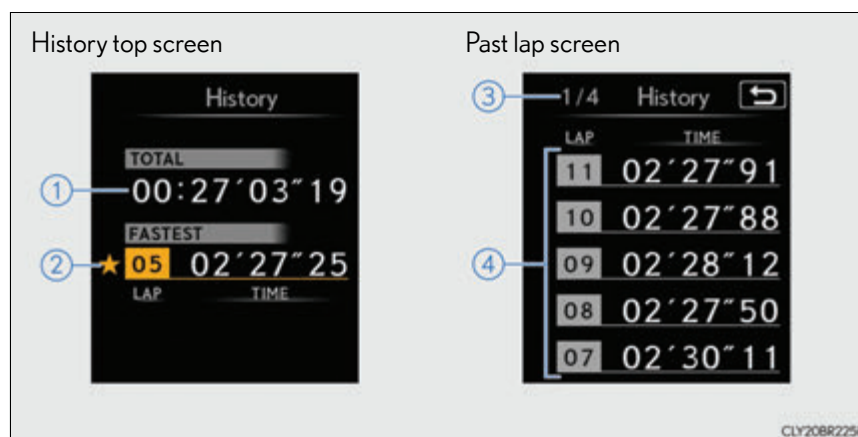 History top screen
History
TOTAL
00:27´03″19
FASTEST
05 02´27″25
LAP TIME
1
2
Past lap screen
1/4 History
LAP TIME
11 02´27″91
10 02´27″88
09 02´28″12
08 02´27″50
07 02´30″11
3
4